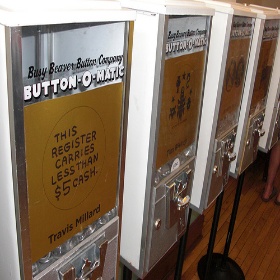 Busy Beaver Button Company
BUTTON-O-MATIC
THIS
REGISTER
CARRIES
LESS THAN
$5 CASH.
Travis Millard
Busy Beaver Button Company
BUTTON-O-MATIC